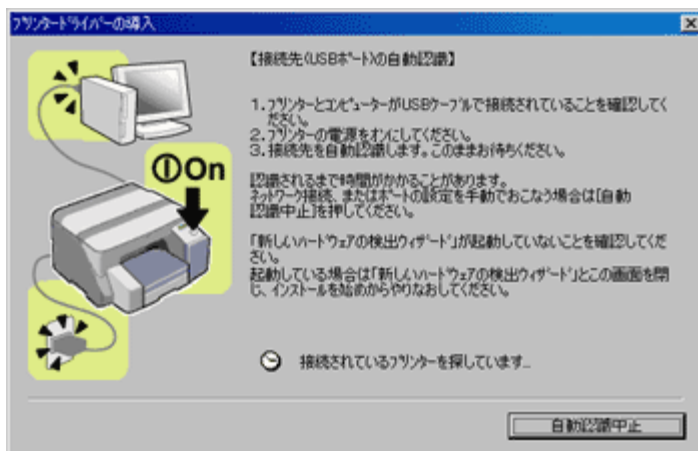 プリンタードライバーの導入
【接続先(USBポート)の自動認識】
1.プリンターとコンピューターがUSBケーブルで接続されていることを確認してく
ださい。
2.プリンターの電源をオンにしてください。
3.接続先を自動認識します。このままお待ちください。
認識されるまで時間がかかることがあります。
ネットワーク接続、またはポートの設定を手動でおこなう場合は[自動
認識中止]を押してください。
「新しいハードウェアの検出ウィザード」が起動していないことを確認してくだ
さい。
起動している場合は「新しいハードウェアの検出ウィザード」とこの画面を閉
じ、インストールを始めからやりなおしてください。
On
接続されているプリンターを探しています...
自動認識中止